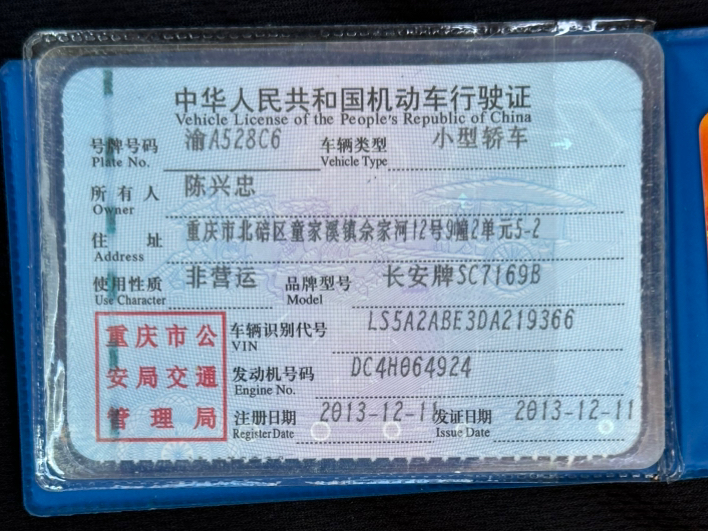 中华人民共和国机动车行驶证
Vehicle License of the People's Republic of China
号牌号码 渝A528C6 车辆类型 小型轿车
Plate No. Vehicle Type
所有人 陈兴忠
Owner
住址 重庆市北碚区童家溪镇余家河12号9幢2单元5-2
Address
使用性质 非营运 品牌型号 长安牌SC7169B
Use Character Model
重庆市公安局交通管理局
车辆识别代号 LS5A2ABE3DA219366
VIN
发动机号码 DC4H064924
Engine No.
注册日期 2013-12-11 发证日期 2013-12-11
Register Date Issue Date